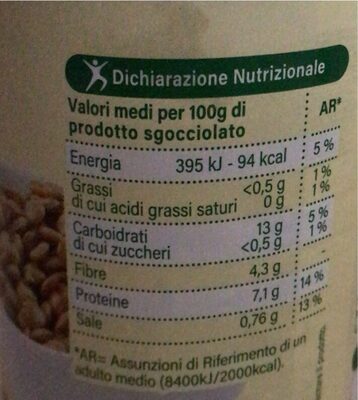 Dichiarazione Nutrizionale
Valori medi per 100g di
prodotto sgocciolato AR*
Energia 395 kJ - 94 kcal 5 %
Grassi <0,5 g 1%
di cui acidi grassi saturi 0 g 1%
Carboidrati 13 g 5 %
di cui zuccheri <0,5 g 1%
Fibre 4,3 g
Proteine 7,1 g 14 %
Sale 0,76 g 13 %
*AR= Assunzioni di Riferimento di un
adulto medio (8400kJ/2000kcal).